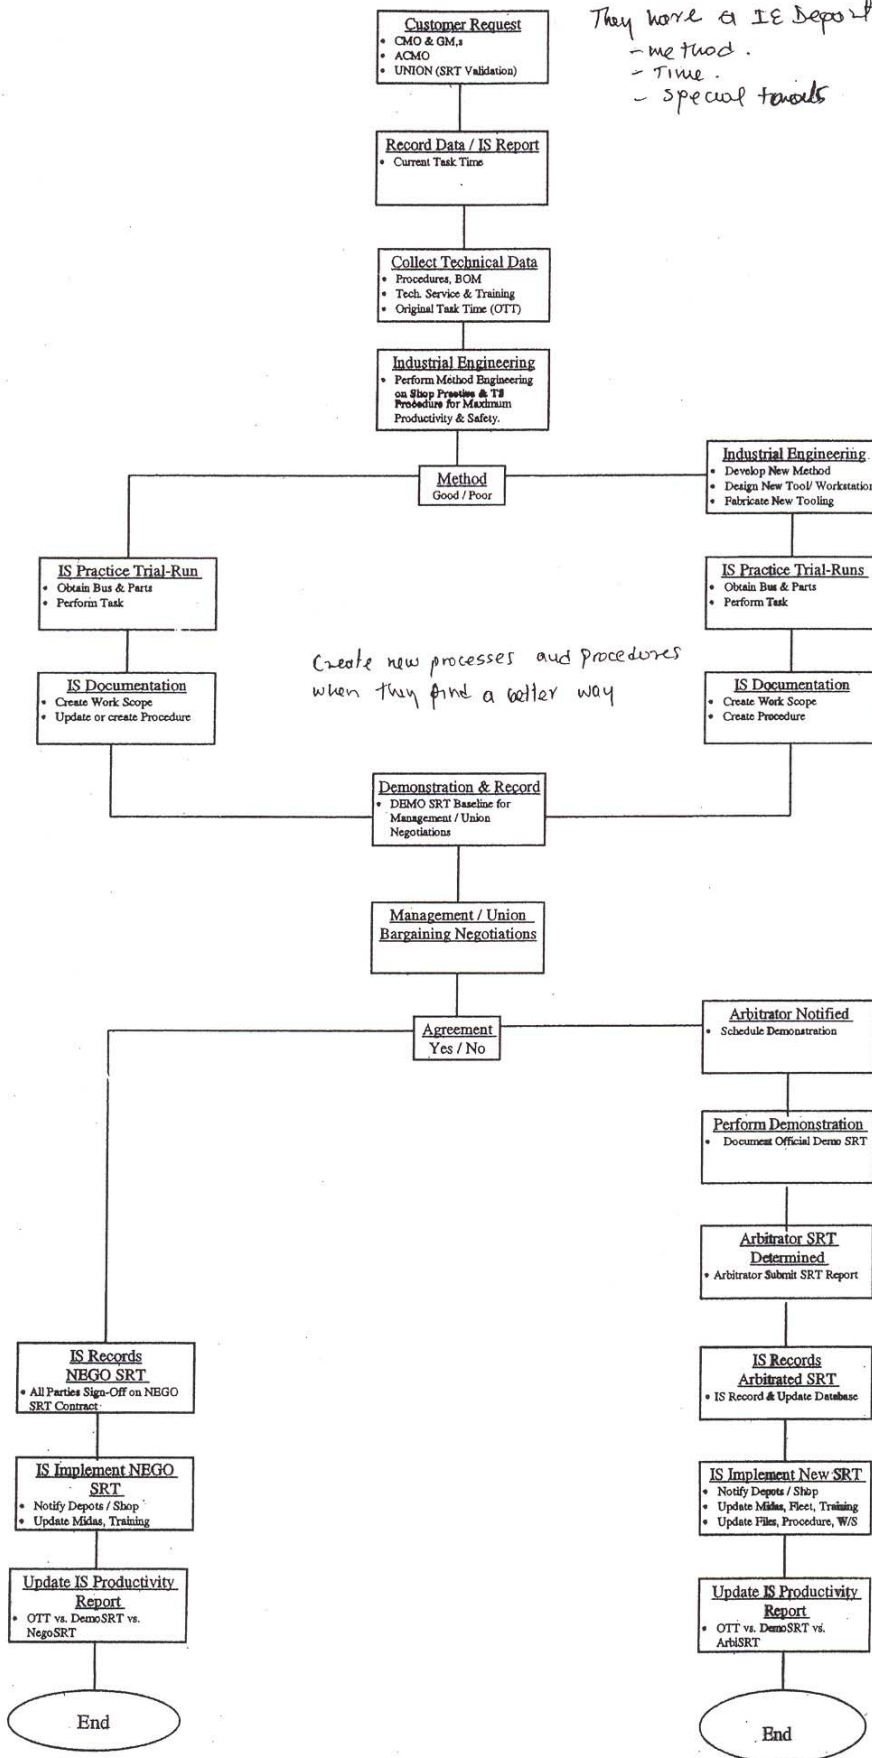 They have a IE Depart
- method.
- Time.
- special
Customer Request
• CMO & GM,s
• ACMO
• UNION (SRT Validation)
Record Data / IS Report
• Current Task Time
Collect Technical Data
• Procedures, BOM
• Tech. Service & Training
• Original Task Time (OTT)
Industrial Engineering
• Perform Method Engineering
on Shop Practice & TS
Procedure for Maximum
Productivity & Safety.
Method
Good / Poor
Industrial Engineering
• Develop New Method
• Design New Tool/ Workstation
• Fabricate New Tooling
IS Practice Trial-Run
• Obtain Bus & Parts
• Perform Task
IS Practice Trial-Runs
• Obtain Bus & Parts
• Perform Task
Create new processes and procedures
when they find a better way
IS Documentation
• Create Work Scope
• Update or create Procedure
IS Documentation
• Create Work Scope
• Create Procedure
Demonstration & Record
• DEMO SRT Baseline for
Management / Union
Negotiations
Management / Union
Bargaining Negotiations
Agreement
Yes / No
Arbitrator Notified
• Schedule Demonstration
Perform Demonstration
• Document Official Demo SRT
Arbitrator SRT
Determined
• Arbitrator Submit SRT Report
IS Records
NEGO SRT
• All Parties Sign-Off on NEGO
SRT Contract
IS Records
Arbitrated SRT
• IS Record & Update Database
IS Implement NEGO
SRT
• Notify Depots / Shop
• Update Midas, Training
IS Implement New SRT
• Notify Depots / Shop
• Update Midas, Fleet, Training
• Update Files, Procedure, W/S
Update IS Productivity
Report
• OTT vs. DemoSRT vs.
NegoSRT
Update IS Productivity
Report
• OTT vs. DemoSRT vs.
ArbiSRT
End
End